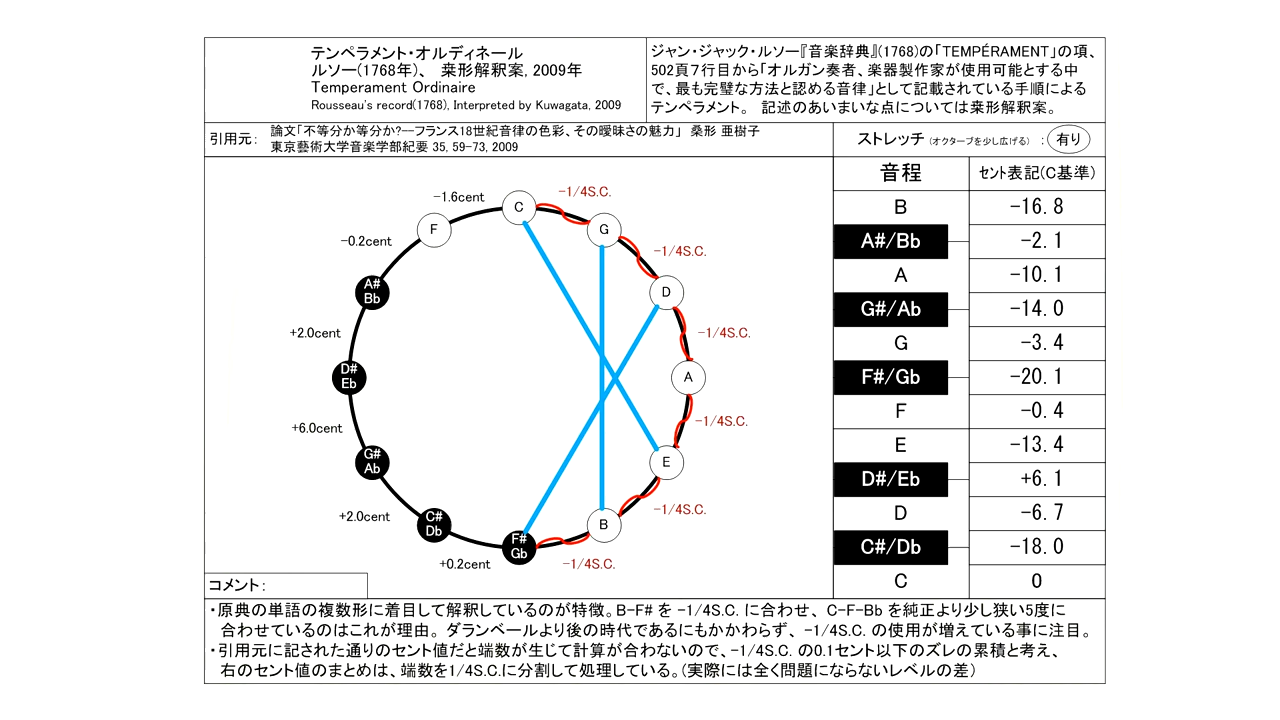 テンペラメント・オルディネール
ルソー(1768年)、 桒形解釈案, 2009年
Temperament Ordinaire
Rousseau's record(1768), Interpreted by Kuwagata, 2009
ジャン・ジャック・ルソー『音楽辞典』(1768)の「TEMPÉRAMENT」の項、
502頁7行目から「オルガン奏者、楽器製作家が使用可能とする中
で、最も完璧な方法と認める音律」として記載されている手順による
テンペラメント。 記述のあいまいな点については桒形解釈案。
引用元:
論文「不等分か等分か?--フランス18世紀音律の色彩、その曖昧さの魅力」 桑形 亜樹子
東京藝術大学音楽学部紀要 35, 59-73, 2009
ストレッチ (オクターブを少し広げる) : 有り
音程
セント表記(C基準)
B
-16.8
A#/Bb
-2.1
A
-10.1
G#/Ab
-14.0
G
-3.4
F#/Gb
-20.1
F
-0.4
E
-13.4
D#/Eb
+6.1
D
-6.7
C#/Db
-18.0
C
0
C
-1/4S.C.
G
-1/4S.C.
D
-1/4S.C.
A
-1/4S.C.
E
-1/4S.C.
B
-1/4S.C.
F#
Gb
+0.2cent
C#
Db
+2.0cent
G#
Ab
+6.0cent
D#
Eb
+2.0cent
A#
Bb
-0.2cent
F
-1.6cent
コメント:
・原典の単語の複数形に着目して解釈しているのが特徴。B-F# を -1/4S.C. に合わせ、 C-F-Bb を純正より少し狭い5度に
合わせているのはこれが理由。 ダランベールより後の時代であるにもかかわらず、 -1/4S.C. の使用が増えている事に注目。
・引用元に記された通りのセント値だと端数が生じて計算が合わないので、-1/4S.C. の0.1セント以下のズレの累積と考え、
右のセント値のまとめは、端数を1/4S.C.に分割して処理している。(実際には全く問題にならないレベルの差)